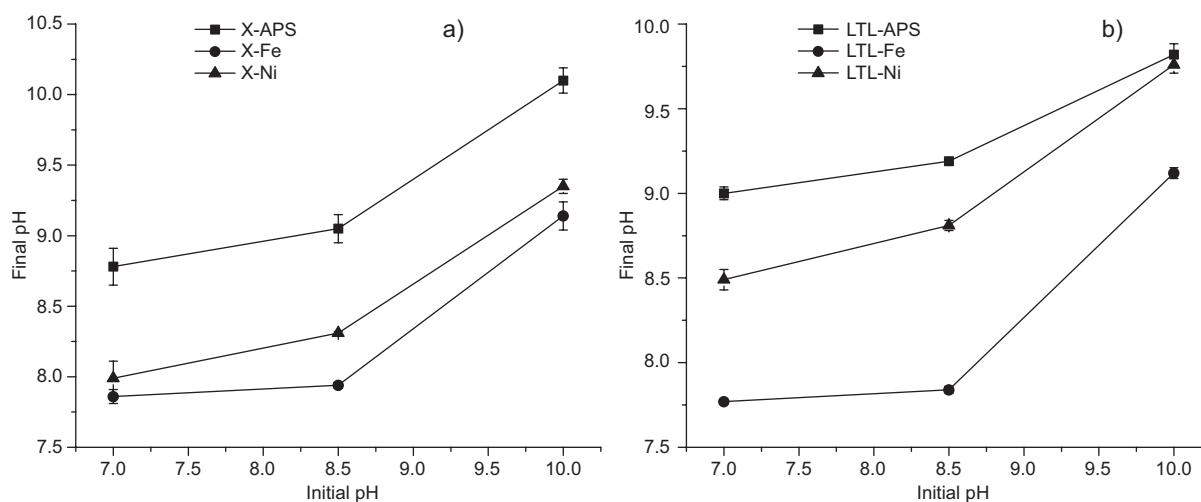 X-APS
X-Fe
X-Ni
a)
10.5
10.0
9.5
9.0
8.5
8.0
7.5
Final pH
7.0 7.5 8.0 8.5 9.0 9.5 10.0
Initial pH
LTL-APS
LTL-Fe
LTL-Ni
b)
10.0
9.5
9.0
8.5
8.0
7.5
Final pH
7.0 7.5 8.0 8.5 9.0 9.5 10.0
Initial pH